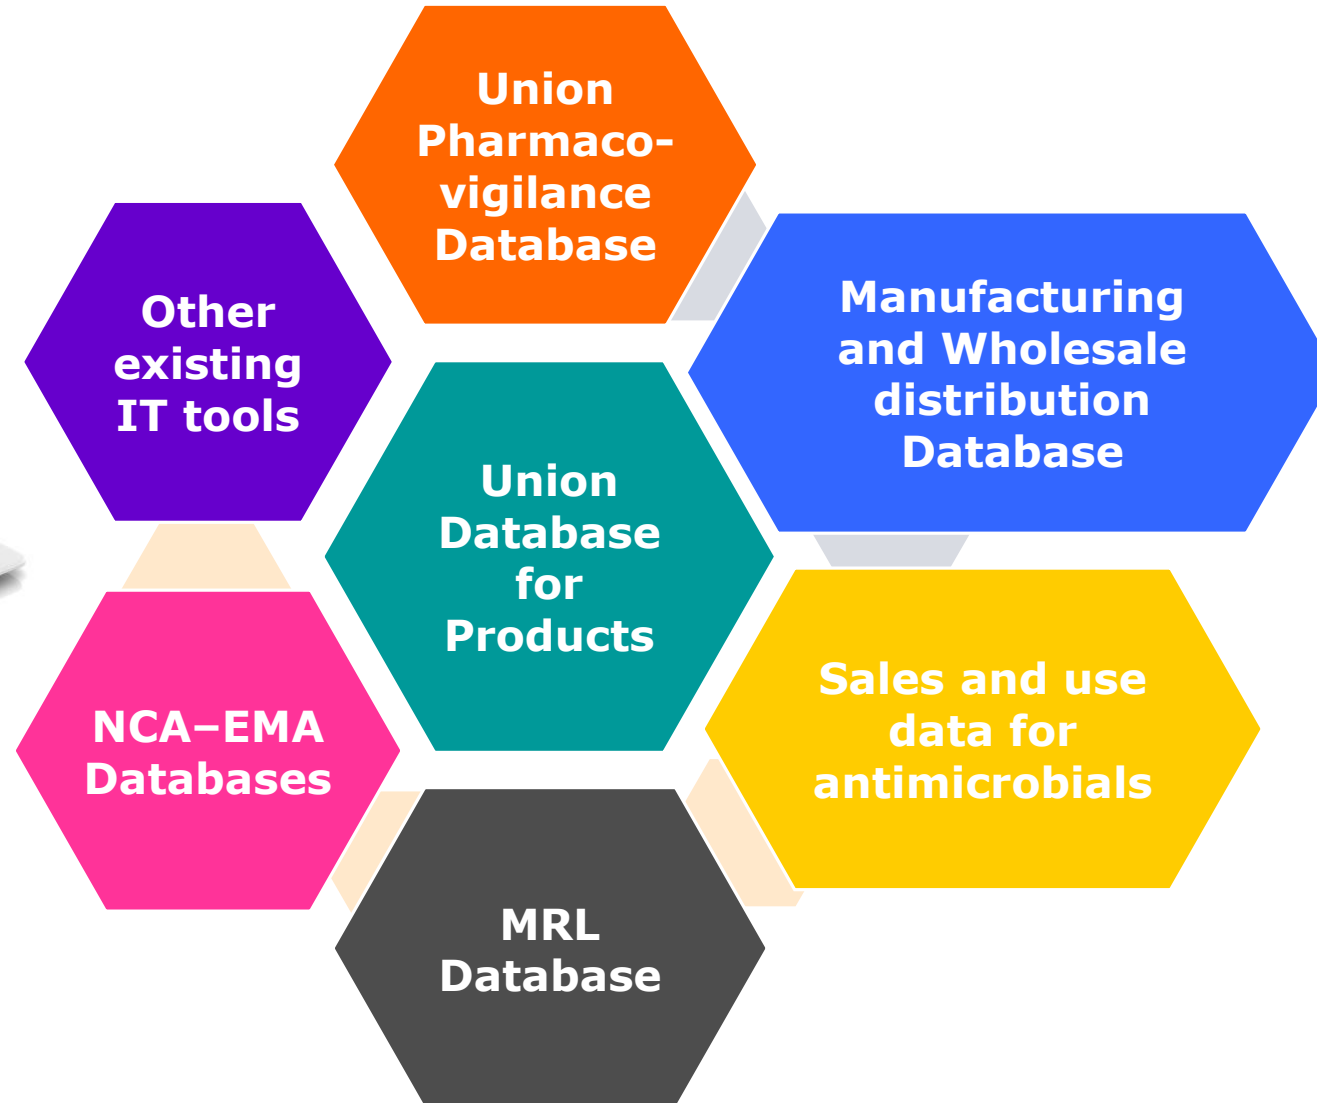 Union
Pharmaco-
vigilance
Database
Other
existing
IT tools
Manufacturing
and Wholesale
distribution
Database
Union
Database
for
Products
Sales and use
data for
antimicrobials
NCA–EMA
Databases
MRL
Database